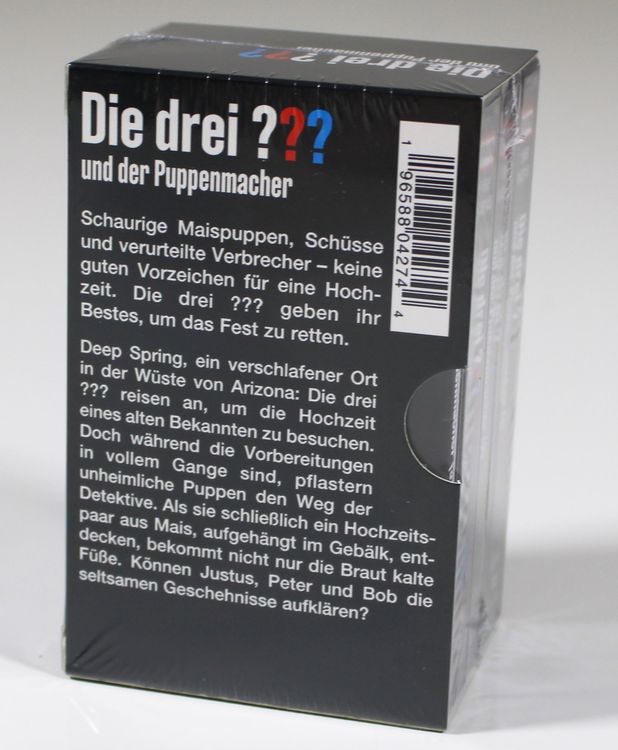 Die drei ???
und der Puppenmacher
Die drei ???
und der Puppenmacher
Schaurige Maispuppen, Schüsse
und verurteilte Verbrecher – keine
guten Vorzeichen für eine Hoch-
zeit. Die drei ??? geben ihr
Bestes, um das Fest zu retten.
Deep Spring, ein verschlafener Ort
in der Wüste von Arizona: Die drei
??? reisen an, um die Hochzeit
eines alten Bekannten zu besuchen.
Doch während die Vorbereitungen
in vollem Gange sind, pflastern
unheimliche Puppen den Weg der
Detektive. Als sie schließlich ein Hochzeits-
paar aus Mais, aufgehängt im Gebälk, ent-
decken, bekommt nicht nur die Braut kalte
Füße. Können Justus, Peter und Bob die
seltsamen Geschehnisse aufklären?
1 96588 04274 4